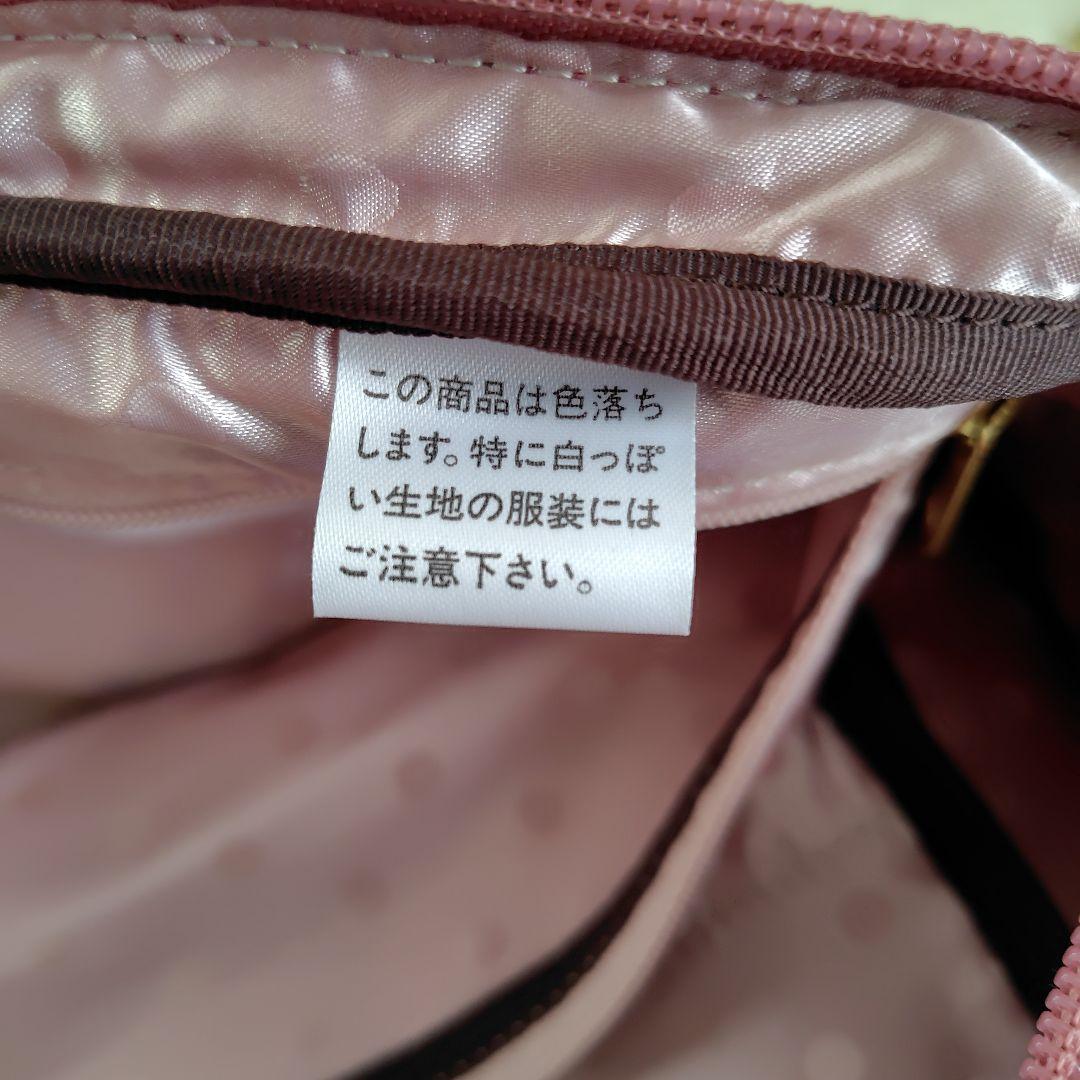 この商品は色落ち
します。特に白っぽ
い生地の服装には
ご注意下さい。